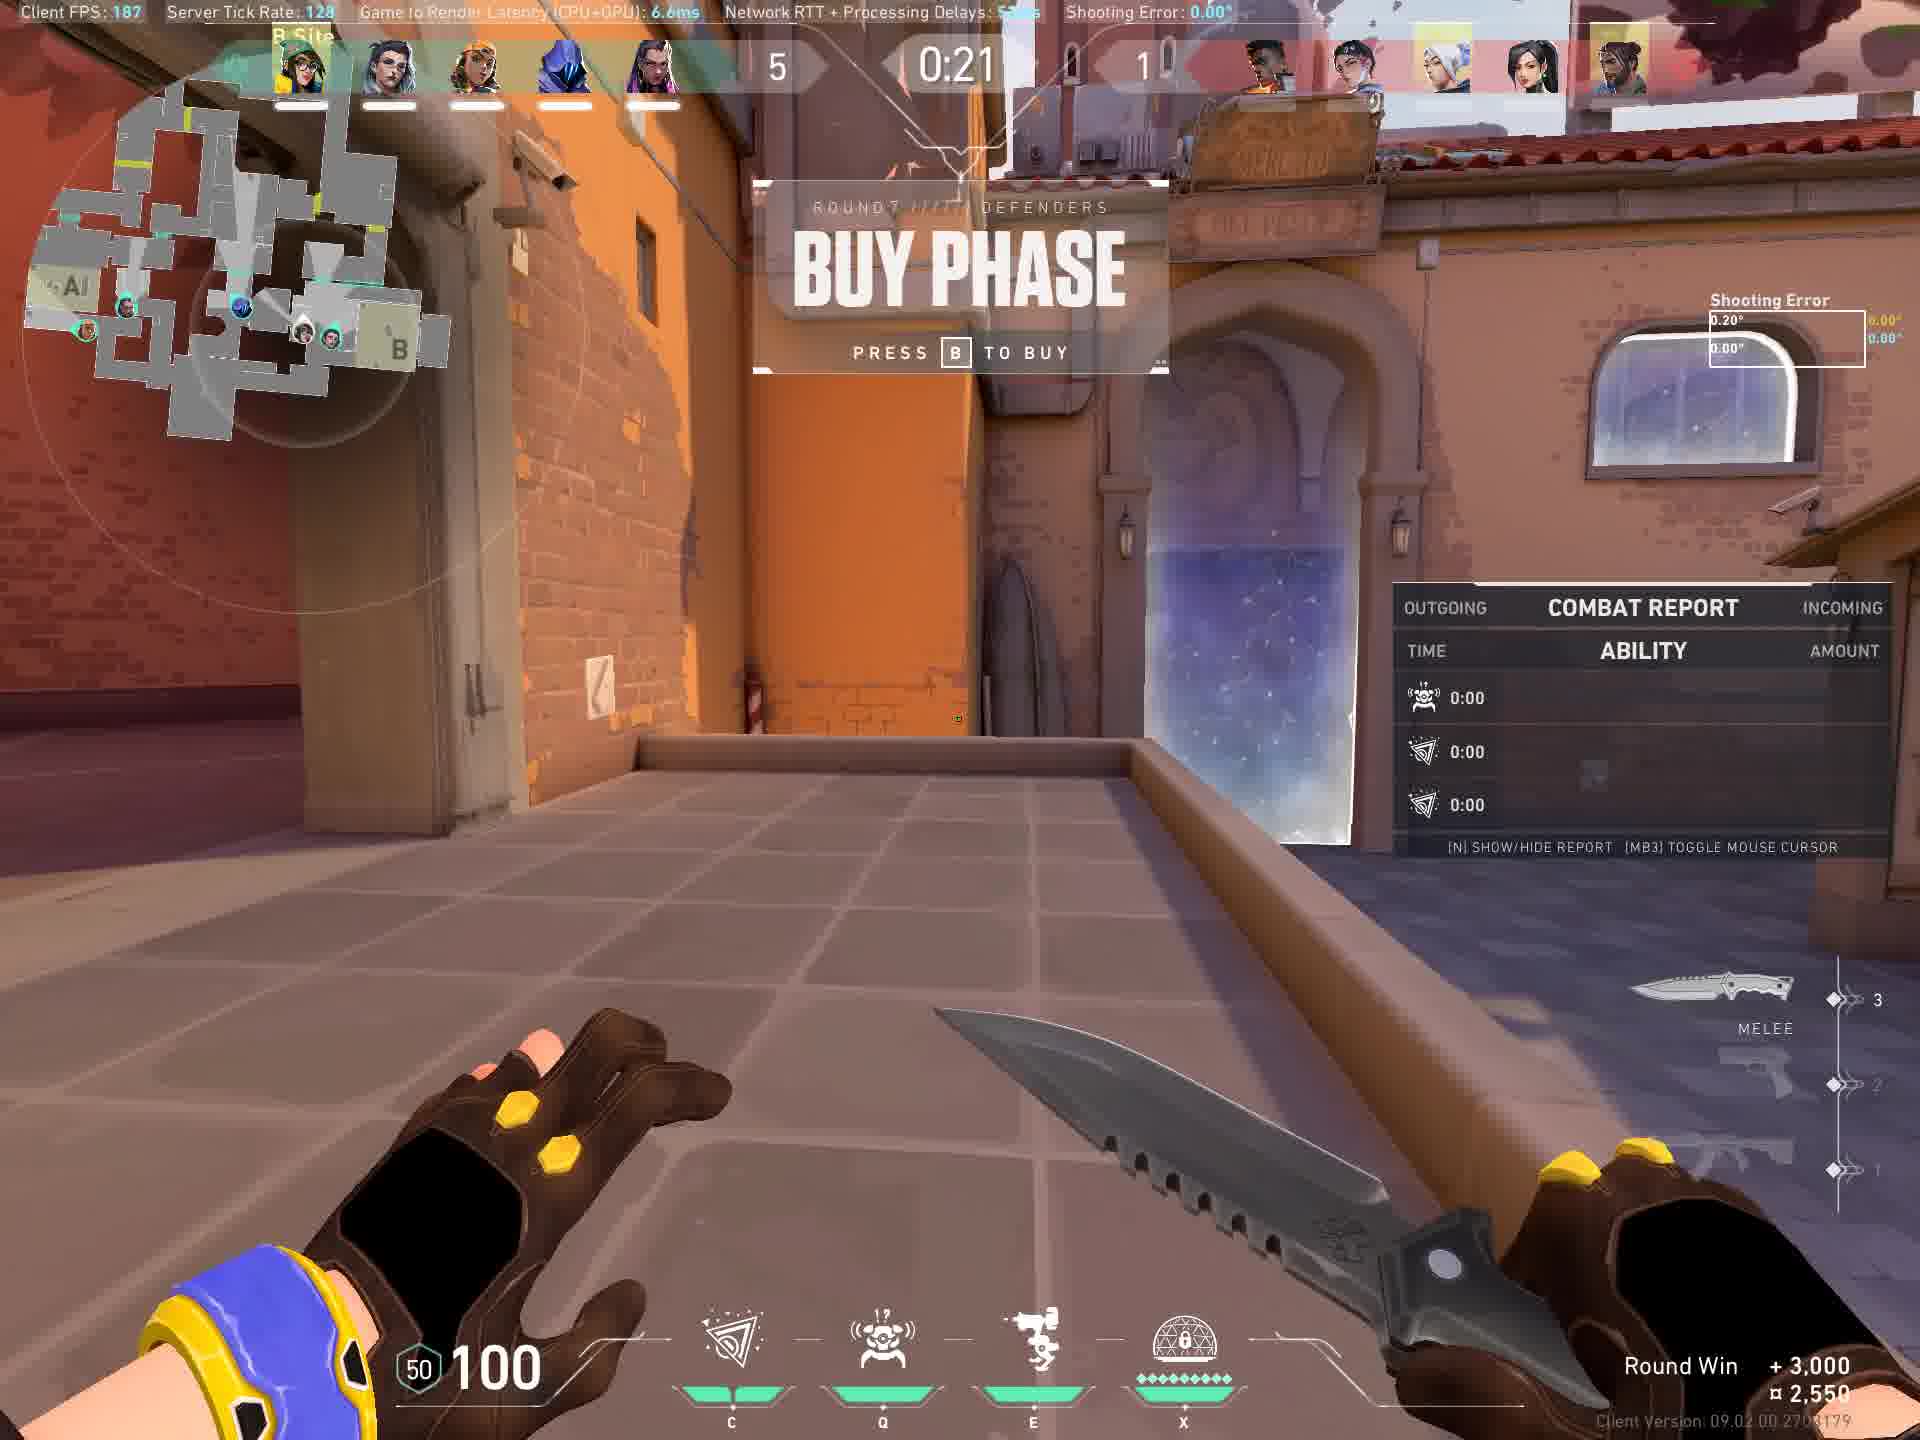 Client FPS: 187 Server Tick Rate: 128 Game to Render Latency (CPU+GPU): 6.6ms Network RTT + Processing Delays: Shooting Error: 0.00°
B Site
5 0:21 1
ROUND 7 ////// DEFENDERS
BUY PHASE
PRESS B TO BUY
A
B
Shooting Error
0.20° 0.00°
0.00° 0.00°
OUTGOING COMBAT REPORT INCOMING
TIME ABILITY AMOUNT
0:00
0:00
0:00
[N] SHOW/HIDE REPORT [MB3] TOGGLE MOUSE CURSOR
3
MELEE
2
1
50 100
C Q E X
Round Win + 3,000
¤ 2,550
Client Version: 09.02.00.2708179